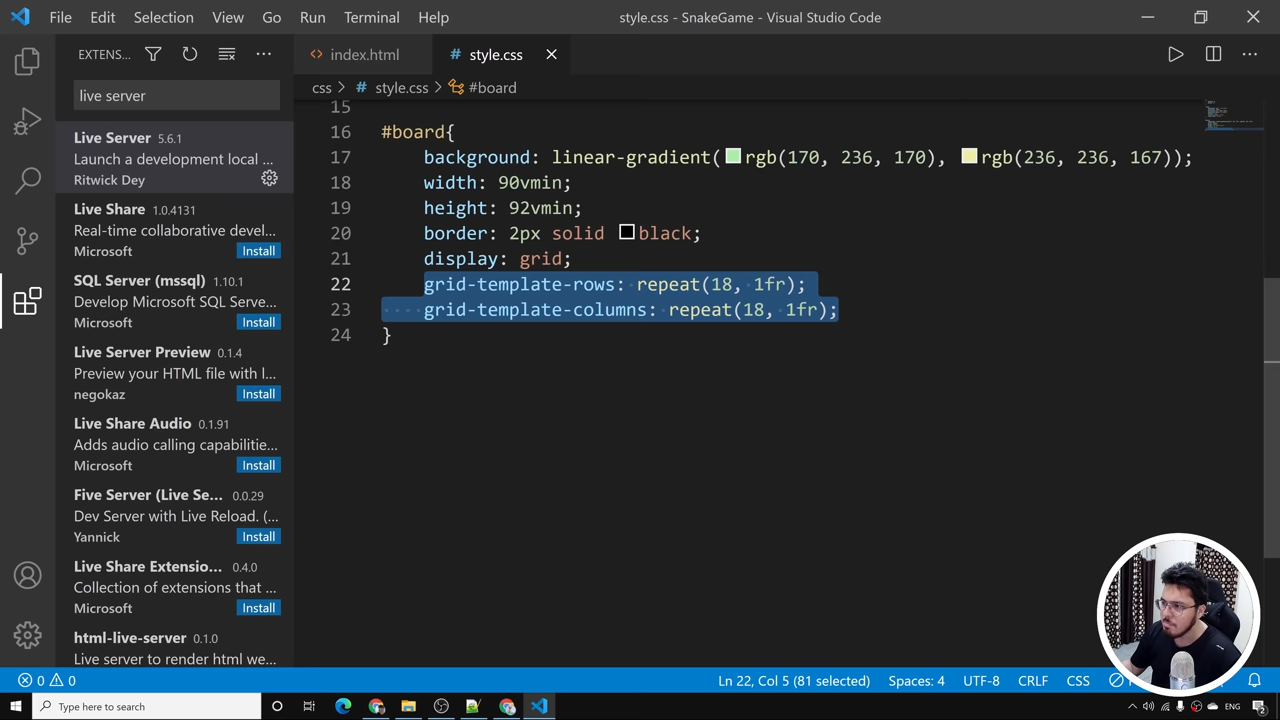 File Edit Selection View Go Run Terminal Help
style.css - SnakeGame - Visual Studio Code
EXTENS...
live server
Live Server 5.6.1
Launch a development local ...
Ritwick Dey
Live Share 1.0.4131
Real-time collaborative devel...
Microsoft Install
SQL Server (mssql) 1.10.1
Develop Microsoft SQL Serve...
Microsoft Install
Live Server Preview 0.1.4
Preview your HTML file with l...
negokaz Install
Live Share Audio 0.1.91
Adds audio calling capabilitie...
Microsoft Install
Five Server (Live Se... 0.0.29
Dev Server with Live Reload. (...
Yannick Install
Live Share Extensio... 0.4.0
Collection of extensions that ...
Microsoft Install
html-live-server 0.1.0
Live server to render html we...
index.html
style.css
css > # style.css > #board
15
16 #board{
17 background: linear-gradient(rgb(170, 236, 170), rgb(236, 236, 167));
18 width: 90vmin;
19 height: 92vmin;
20 border: 2px solid black;
21 display: grid;
22 grid-template-rows: repeat(18, 1fr);
23 grid-template-columns: repeat(18, 1fr);
24 }
0 0 Ln 22, Col 5 (81 selected) Spaces: 4 UTF-8 CRLF CSS
Type here to search
ENG
2